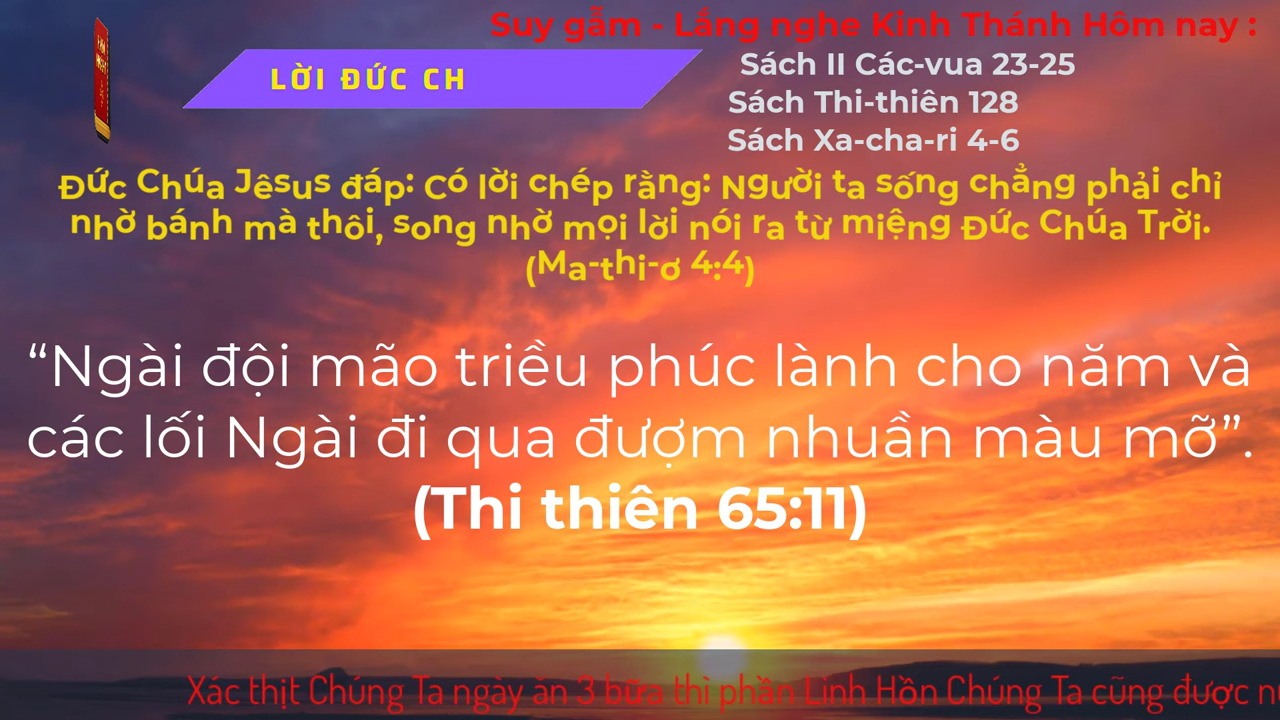 Suy gẫm - Lắng nghe Kinh Thánh Hôm nay :
LỜI ĐỨC CH
Sách II Các-vua 23-25
Sách Thi-thiên 128
Sách Xa-cha-ri 4-6
Đức Chúa Jêsus đáp: Có lời chép rằng: Người ta sống chẳng phải chỉ
nhờ bánh mà thôi, song nhờ mọi lời nói ra từ miệng Đức Chúa Trời.
(Ma-thi-ơ 4:4)
“Ngài đội mão triều phúc lành cho năm và
các lối Ngài đi qua đượm nhuần màu mỡ”.
(Thi thiên 65:11)
Xác thịt Chúng Ta ngày ăn 3 bữa thì phần Linh Hồn Chúng Ta cũng được